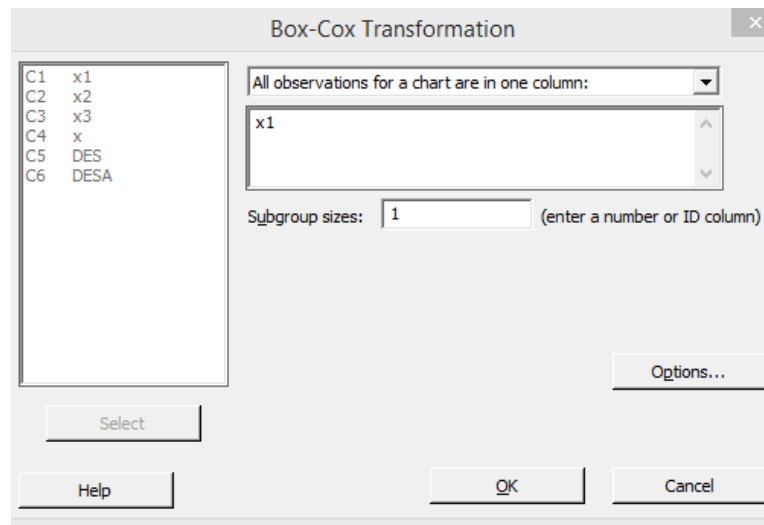 Box-Cox Transformation
C1 x1
C2 x2
C3 x3
C4 x
C5 DES
C6 DESA
All observations for a chart are in one column:
x1
Subgroup sizes: 1 (enter a number or ID column)
Options...
Select
Help OK Cancel